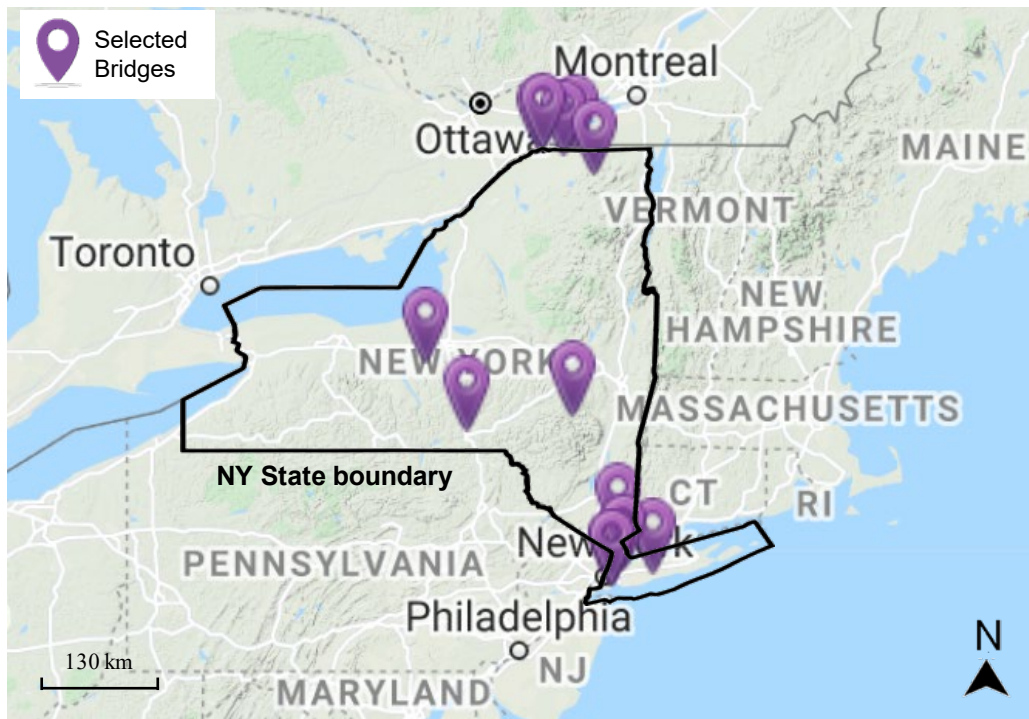 Selected
Bridges
Montreal
Ottawa
MAINE
VERMONT
Toronto
NEW
HAMPSHIRE
NEW YORK
MASSACHUSETTS
NY State boundary
CT
RI
New York
PENNSYLVANIA
Philadelphia
N
130 km
NJ
MARYLAND